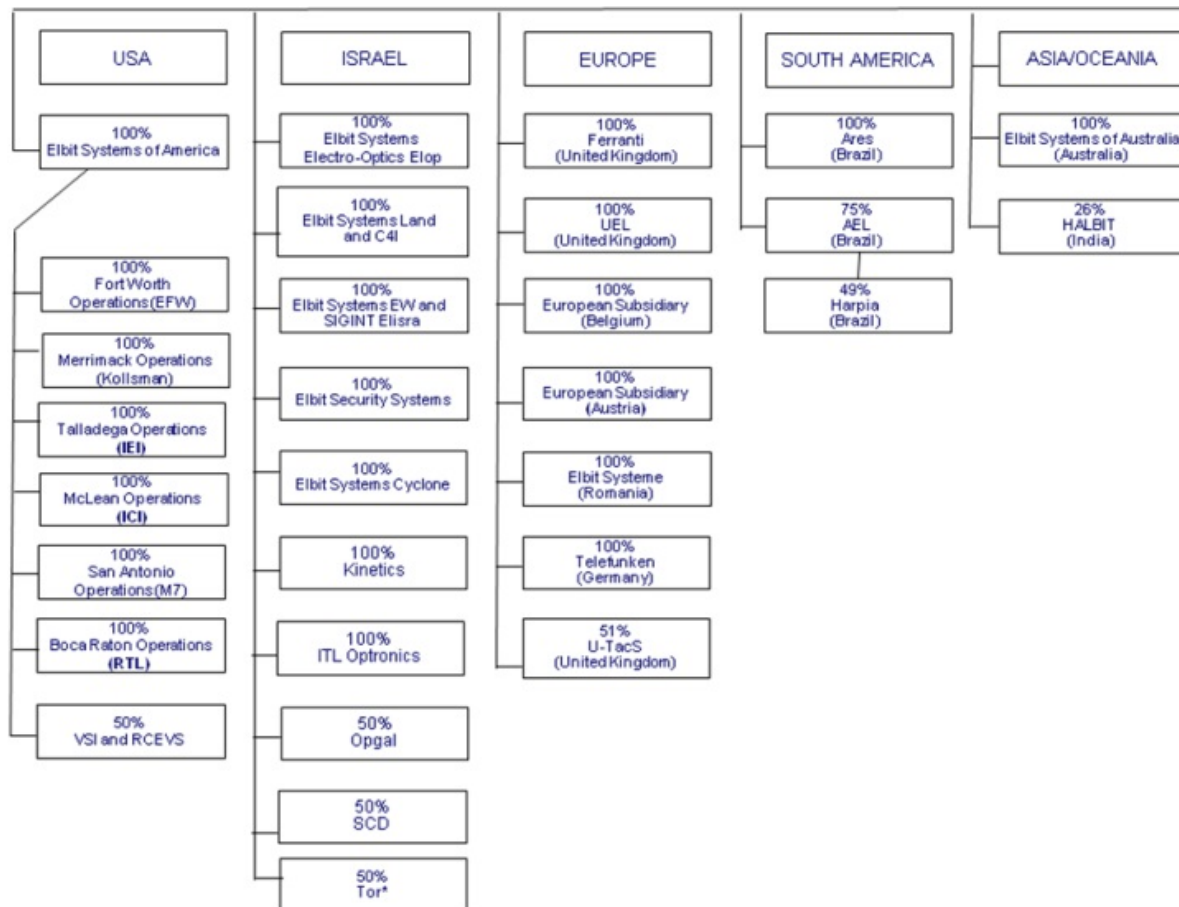 USA
100%
Elbit Systems of America
100%
Fort Worth
Operations(EFW)
100%
Merrimack Operations
(Kollsman)
100%
Talladega Operations
(IEI)
100%
McLean Operations
(ICI)
100%
San Antonio
Operations(M7)
100%
Boca Raton Operations
(RTL)
50%
VSI and RCEVS
ISRAEL
100%
Elbit Systems
Electro-Optics Elop
100%
Elbit Systems Land
and C4I
100%
Elbit Systems EW and
SIGINT Elisra
100%
Elbit Security Systems
100%
Elbit Systems Cyclone
100%
Kinetics
100%
ITL Optronics
50%
Opgal
50%
SCD
50%
Tor*
EUROPE
100%
Ferranti
(United Kingdom)
100%
UEL
(United Kingdom)
100%
European Subsidiary
(Belgium)
100%
European Subsidiary
(Austria)
100%
Elbit Systeme
(Romania)
100%
Telefunken
(Germany)
51%
U-TacS
(United Kingdom)
SOUTH AMERICA
100%
Ares
(Brazil)
75%
AEL
(Brazil)
49%
Harpia
(Brazil)
ASIA/OCEANIA
100%
Elbit Systems of Australia
(Australia)
26%
HALBIT
(India)